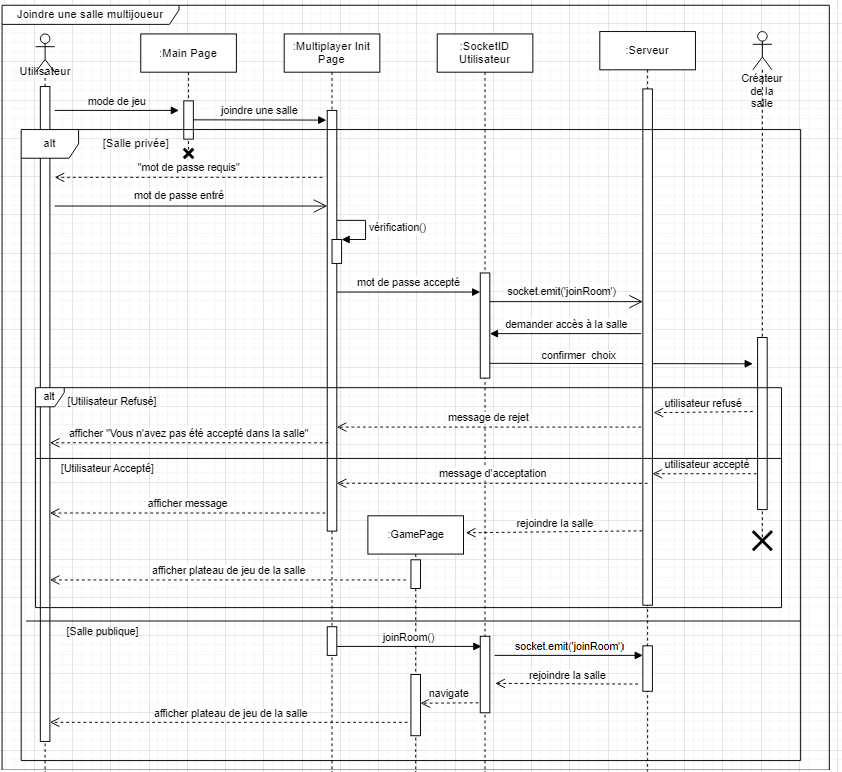 Joindre une salle multijoueur
Utilisateur
:Main Page
:Multiplayer Init
Page
:SocketID
Utilisateur
:Serveur
Créateur
de la
salle
mode de jeu
joindre une salle
alt
[Salle privée]
"mot de passe requis"
mot de passe entré
vérification()
mot de passe accepté
socket.emit('joinRoom')
demander accès à la salle
confirmer choix
alt
[Utilisateur Refusé]
utilisateur refusé
message de rejet
afficher "Vous n'avez pas été accepté dans la salle"
[Utilisateur Accepté]
utilisateur accepté
message d'acceptation
afficher message
rejoindre la salle
:GamePage
afficher plateau de jeu de la salle
[Salle publique]
joinRoom()
socket.emit('joinRoom')
rejoindre la salle
navigate
afficher plateau de jeu de la salle